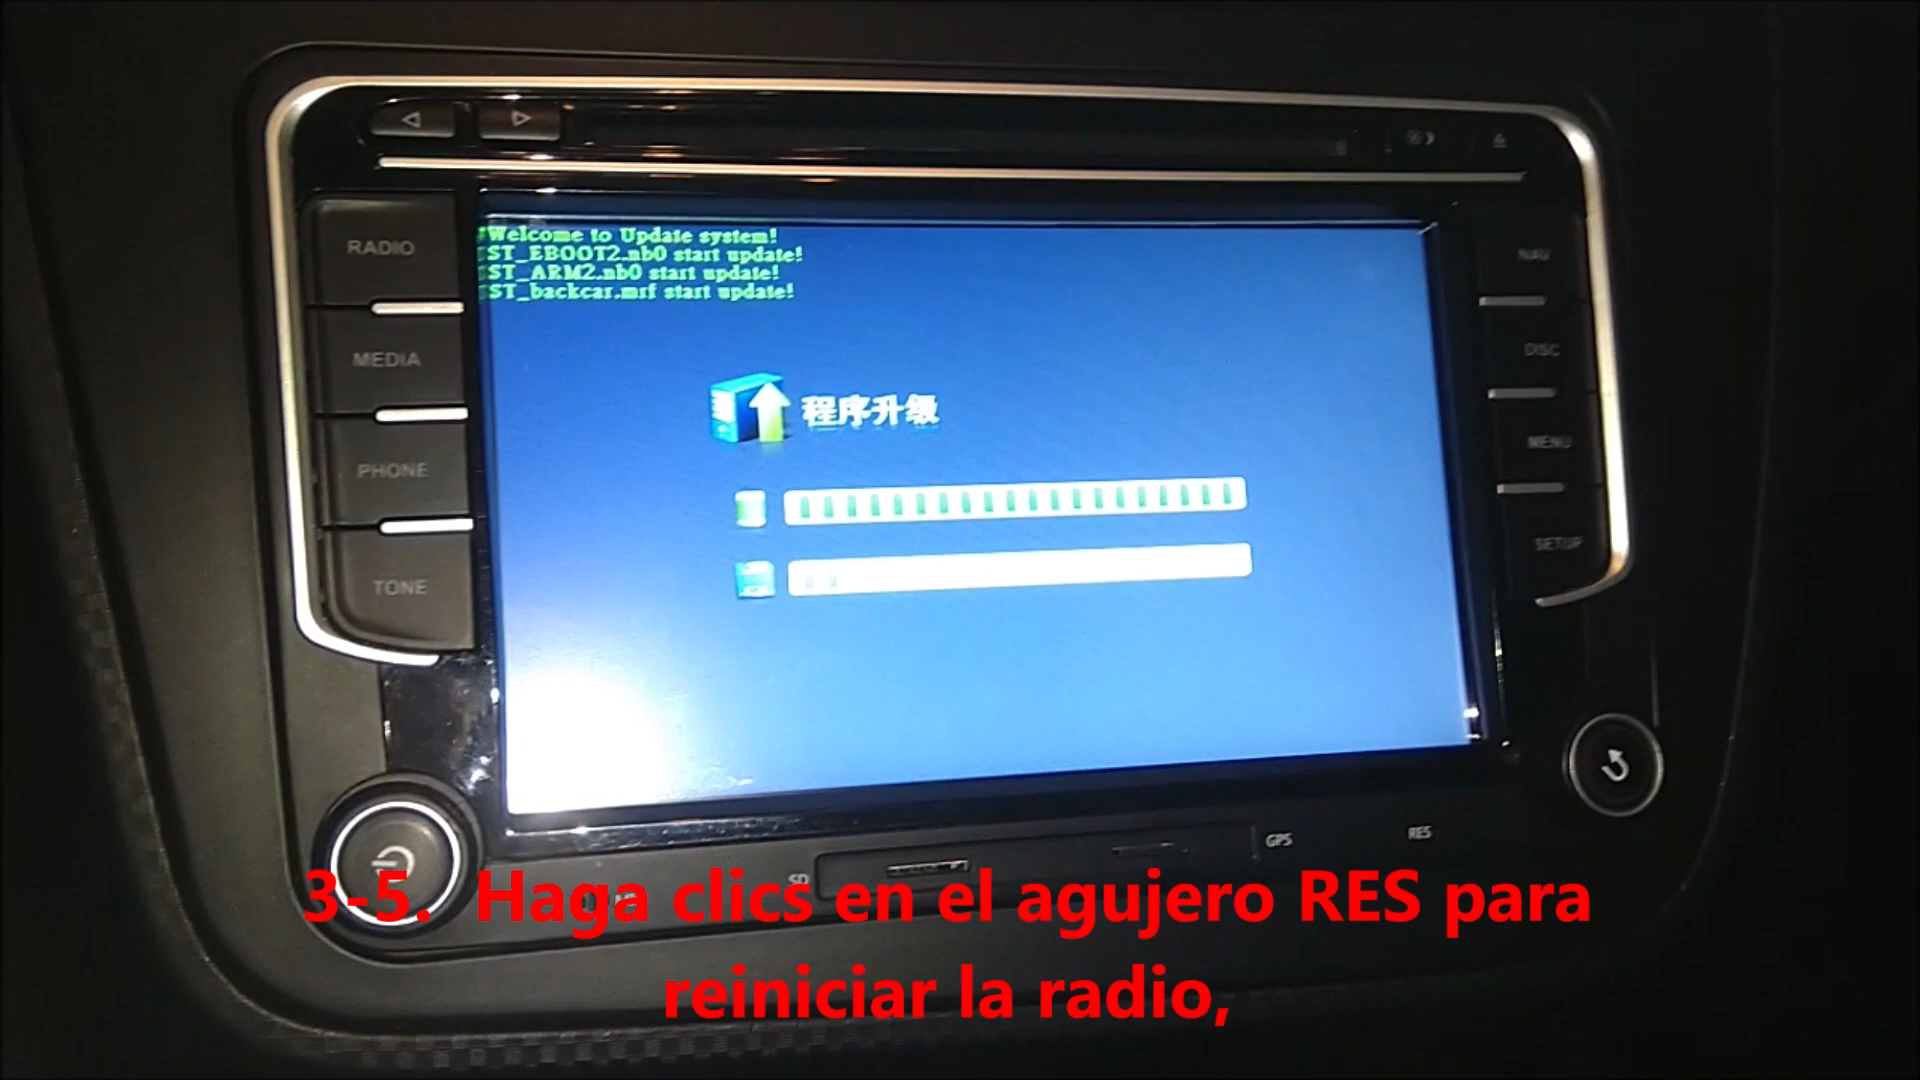 RADIO
MEDIA
PHONE
TONE
Welcome to Update system!
ST_EBOOT2.nb0 start update!
ST_ARM2.nb0 start update!
ST_backcar.mrf start update!
程序升级
NAV
DISC
MENU
SETUP
GPS
RES
SD
3-5. Haga clics en el agujero RES para
reiniciar la radio,